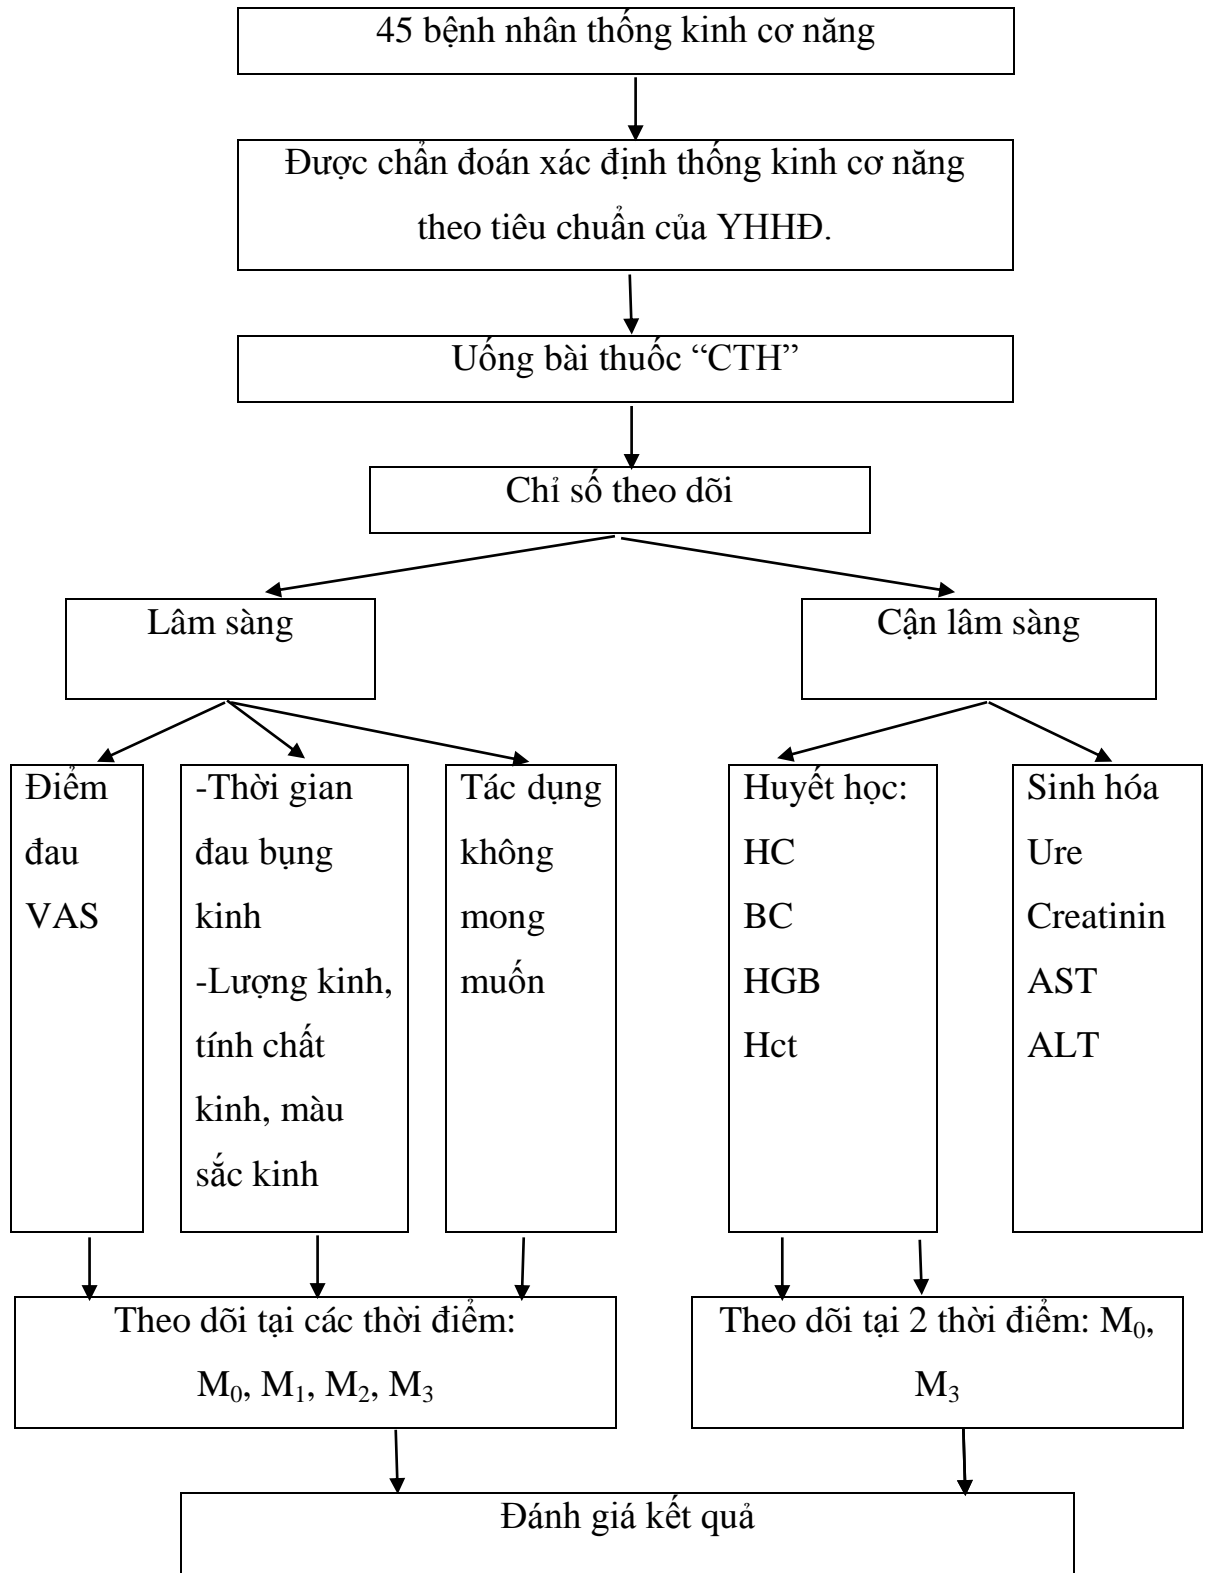 45 bệnh nhân thống kinh cơ năng
Được chẩn đoán xác định thống kinh cơ năng
theo tiêu chuẩn của YHHĐ.
Uống bài thuốc “CTH”
Chỉ số theo dõi
Lâm sàng
Cận lâm sàng
Điểm
đau
VAS
-Thời gian
đau bụng
kinh
-Lượng kinh,
tính chất
kinh, màu
sắc kinh
Tác dụng
không
mong
muốn
Huyết học:
HC
BC
HGB
Hct
Sinh hóa
Ure
Creatinin
AST
ALT
Theo dõi tại các thời điểm:
M₀, M₁, M₂, M₃
Theo dõi tại 2 thời điểm: M₀,
M₃
Đánh giá kết quả